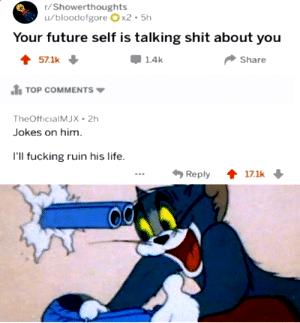 r/Showerthoughts
u/bloodofgore x2 • 5h
Your future self is talking shit about you
57.1k 1.4k Share
TOP COMMENTS
TheOfficialMJX • 2h
Jokes on him.
I'll fucking ruin his life.
... Reply 17.1k